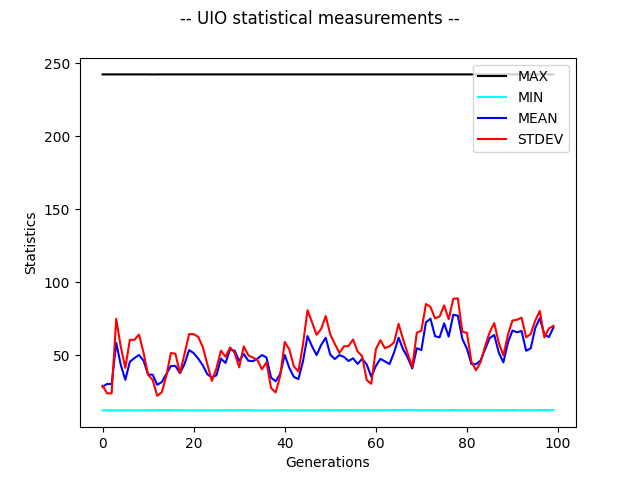 -- UIO statistical measurements --
250
200
150
100
50
Statistics
MAX
MIN
MEAN
STDEV
0 20 40 60 80 100
Generations